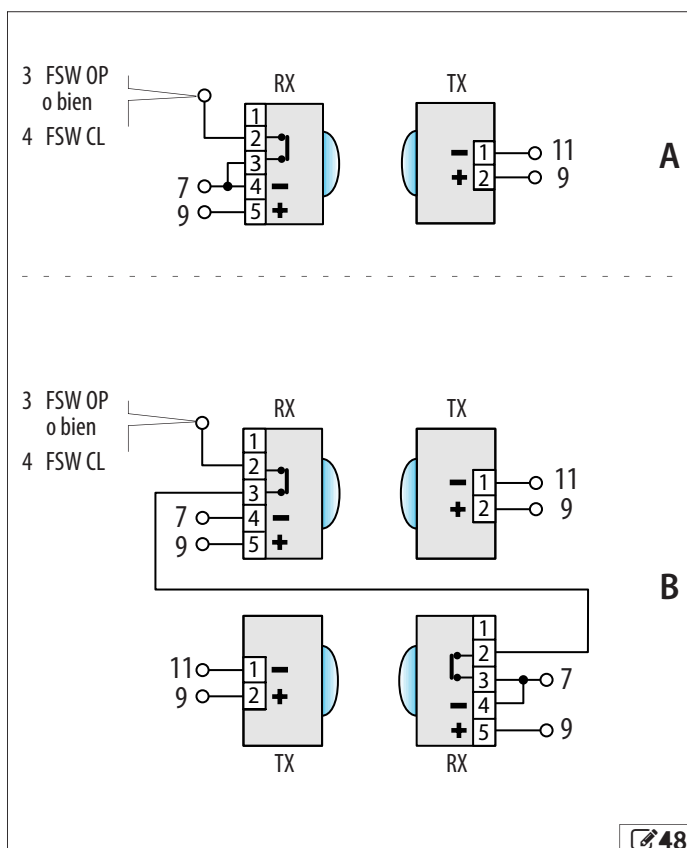 3 FSW OP
o bien
4 FSW CL
RX
1
2
3
4 −
5 +
7
9
TX
− 1 11
+ 2 9
A
3 FSW OP
o bien
4 FSW CL
RX
1
2
3
4 −
5 +
7
9
TX
− 1 11
+ 2 9
B
11 1 −
9 2 +
TX
1
2
3 7
− 4
+ 5 9
RX
48